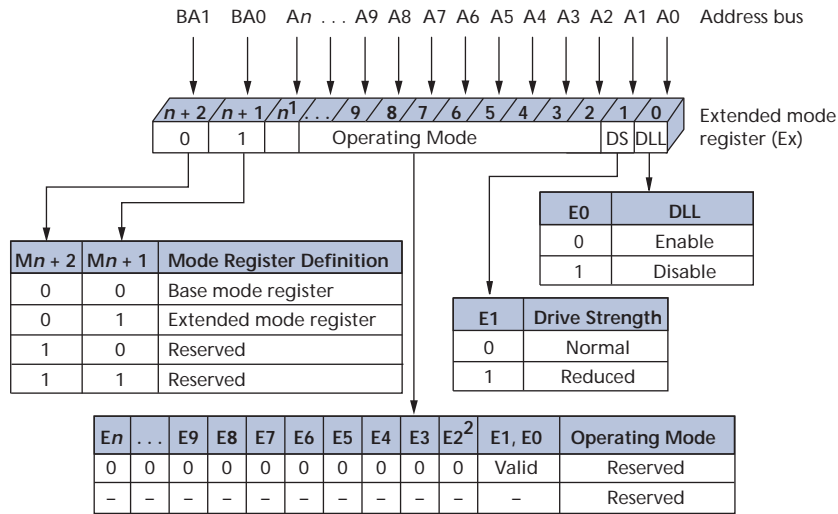 BA1 BA0 An ... A9 A8 A7 A6 A5 A4 A3 A2 A1 A0 Address bus
n + 2 n + 1 n1 ... 9 8 7 6 5 4 3 2 1 0
Extended mode
register (Ex)
0 1 Operating Mode DS DLL
E0 DLL
0 Enable
1 Disable
Mn + 2 Mn + 1 Mode Register Definition
0 0 Base mode register
0 1 Extended mode register
1 0 Reserved
1 1 Reserved
E1 Drive Strength
0 Normal
1 Reduced
En ... E9 E8 E7 E6 E5 E4 E3 E2² E1, E0 Operating Mode
0 0 0 0 0 0 0 0 0 0 Valid Reserved
– – – – – – – – – – – Reserved